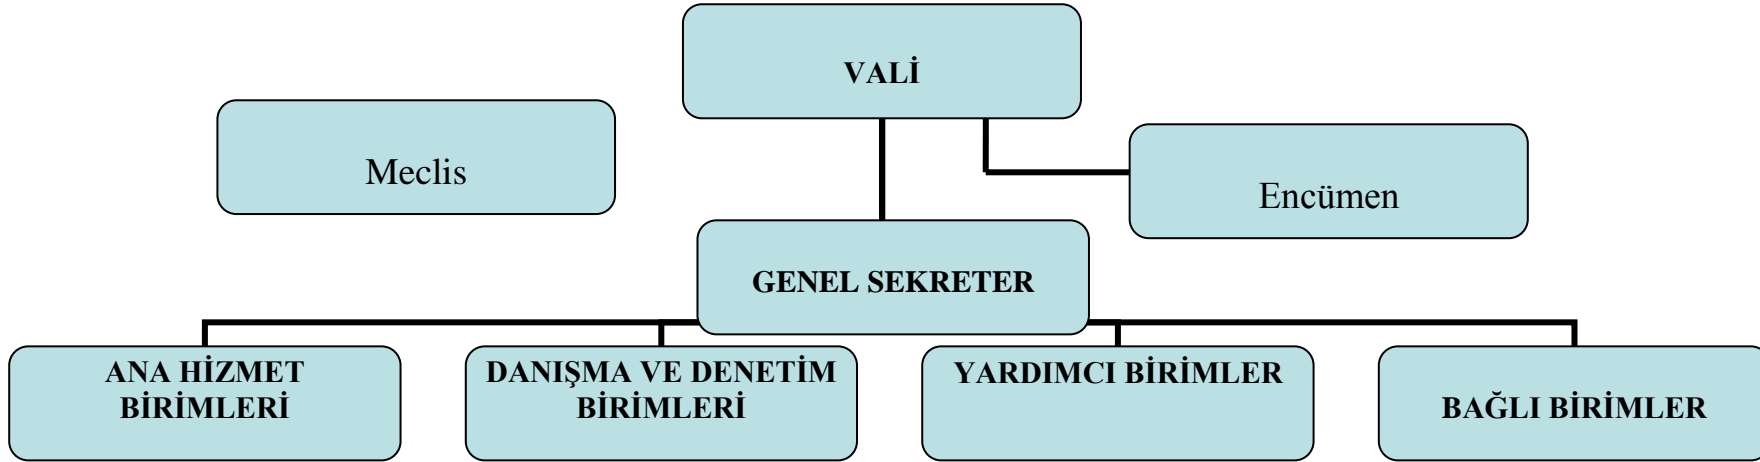 VALİ
Meclis
Encümen
GENEL SEKRETER
ANA HİZMET
BİRİMLERİ
DANIŞMA VE DENETİM
BİRİMLERİ
YARDIMCI BİRİMLER
BAĞLI BİRİMLER